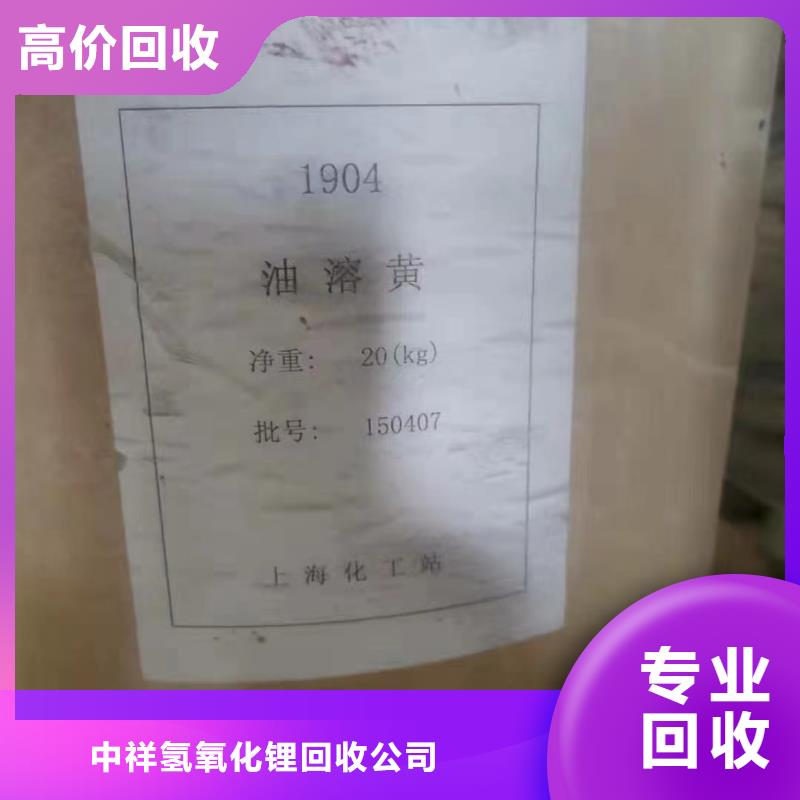 高价回收
1904
油溶黄
净重: 20(kg)
批号: 150407
上海化工站
专业
回收
中祥氢氧化锂回收公司